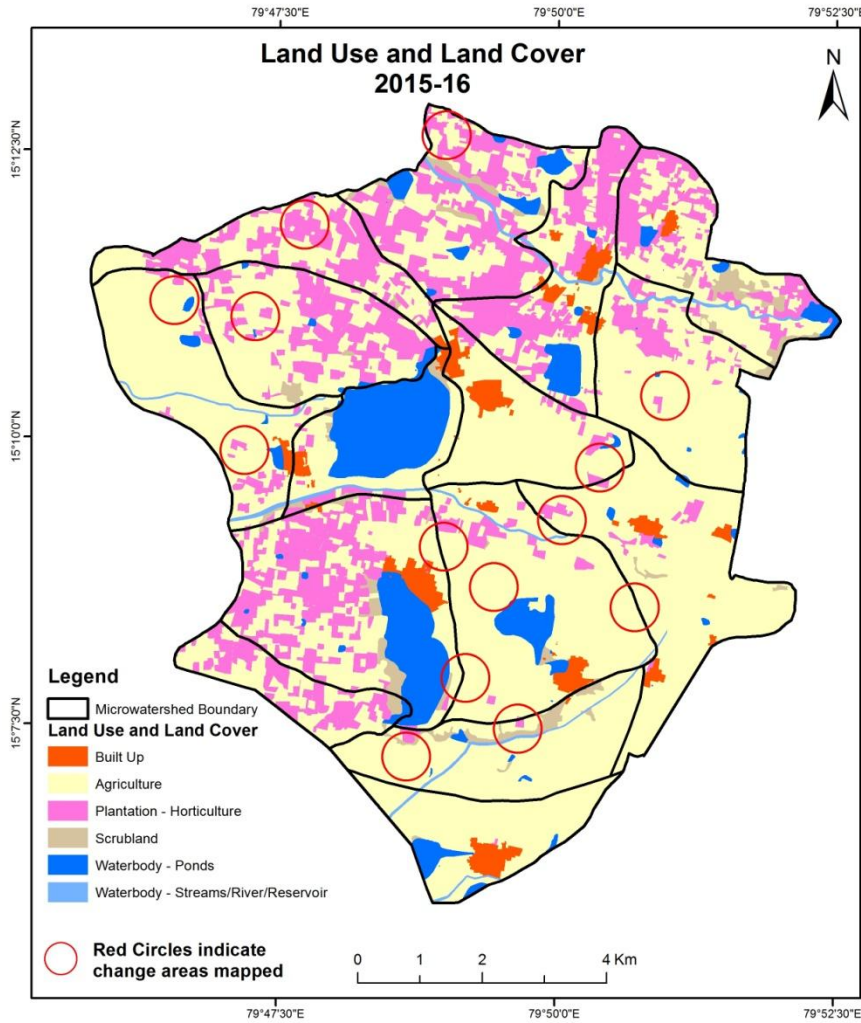 79°47'30"E 79°50'0"E 79°52'30"E
Land Use and Land Cover
2015-16
N
15°12'30"N
15°10'0"N
15°7'30"N
Legend
Microwatershed Boundary
Land Use and Land Cover
Built Up
Agriculture
Plantation - Horticulture
Scrubland
Waterbody - Ponds
Waterbody - Streams/River/Reservoir
Red Circles indicate
change areas mapped
0 1 2 4 Km
79°47'30"E 79°50'0"E 79°52'30"E